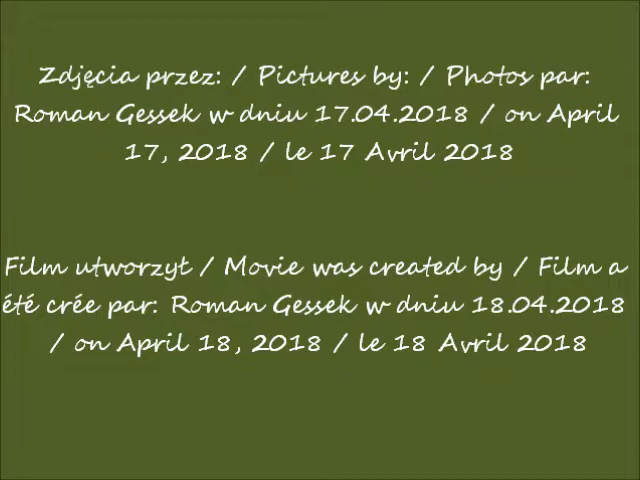 Zdjęcia przez: / Pictures by: / Photos par:
Roman Gessek w dniu 17.04.2018 / on April
17, 2018 / le 17 Avril 2018
Film utworzył / Movie was created by / Film a
été crée par: Roman Gessek w dniu 18.04.2018
/ on April 18, 2018 / le 18 Avril 2018